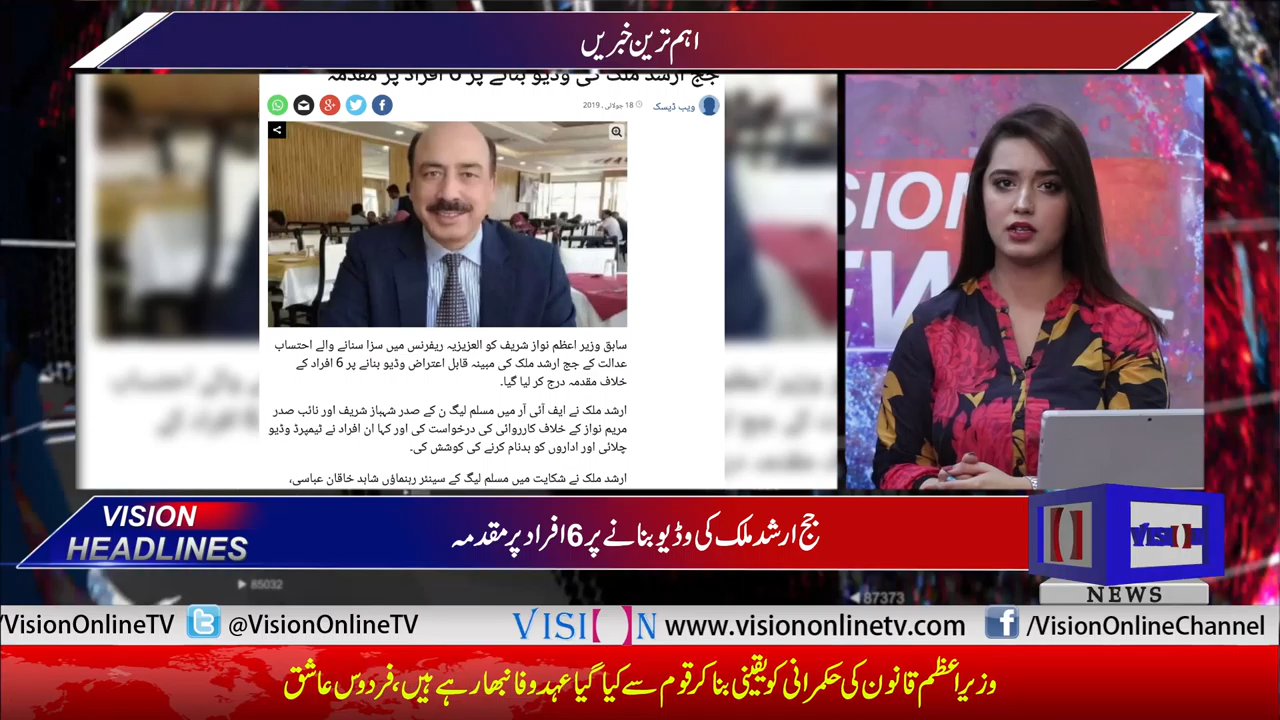 اہم ترین خبریں
جج ارشد ملک کی ویڈیو بنانے پر 6 افراد پر مقدمہ
ویب ڈیسک
18 جولائی ، 2019
سابق وزیر اعظم نواز شریف کو العزیزیہ ریفرنس میں سزا سنانے والے احتساب
عدالت کے جج ارشد ملک کی مبینہ قابل اعتراض وڈیو بنانے پر 6 افراد کے
خلاف مقدمہ درج کر لیا گیا۔
ارشد ملک نے ایف آئی آر میں مسلم لیگ ن کے صدر شہباز شریف اور نائب صدر
مریم نواز کے خلاف کارروائی کی درخواست کی اور کہا ان افراد نے ٹیمپرڈ وڈیو
چلائی اور اداروں کو بدنام کرنے کی کوشش کی۔
ارشد ملک نے شکایت میں مسلم لیگ کے سینئر رہنماؤں شاہد خاقان عباسی،
SION
EW
VISION
HEADLINES
جج ارشد ملک کی وڈیو بنانے پر 6 افراد پر مقدمہ
VISION
NEWS
85032
87373
/VisionOnlineTV
@VisionOnlineTV
VISION
www.visiononlinetv.com
/VisionOnlineChannel
وزیراعظم قانون کی حکمرانی کو یقینی بنا کر قوم سے کیا گیا عہد وفا نبھا رہے ہیں، فردوس عاشق